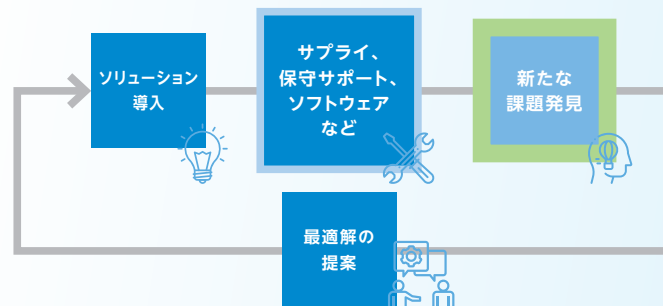 ソリューション
導入
サプライ、
保守サポート、
ソフトウェア
など
新たな
課題発見
最適解の
提案